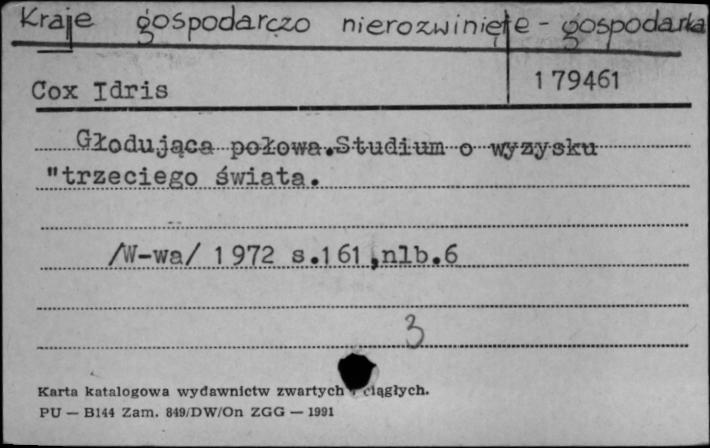 Kraje gospodarczo nierozwinięte - gospodarka
Cox Idris 179461
Głodująca połowa.Studium o wyzysku
"trzeciego świata.
/W-wa/ 1972 s.161,nlb.6
3
Karta katalogowa wydawnictw zwartych ciągłych.
PU — B144 Zam. 849/DW/On ZGG — 1991